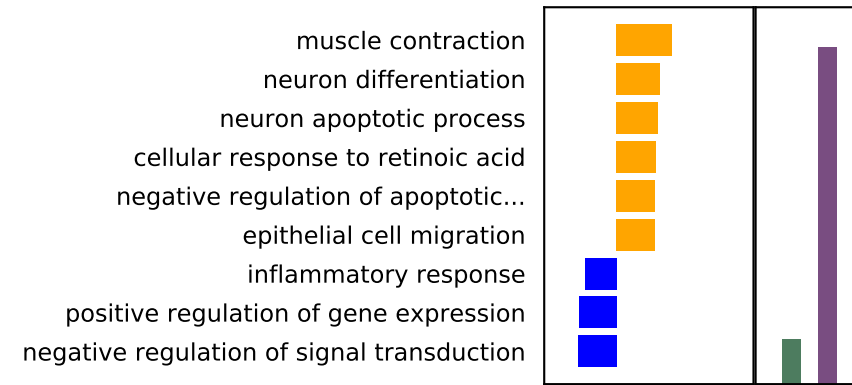 muscle contraction
neuron differentiation
neuron apoptotic process
cellular response to retinoic acid
negative regulation of apoptotic...
epithelial cell migration
inflammatory response
positive regulation of gene expression
negative regulation of signal transduction